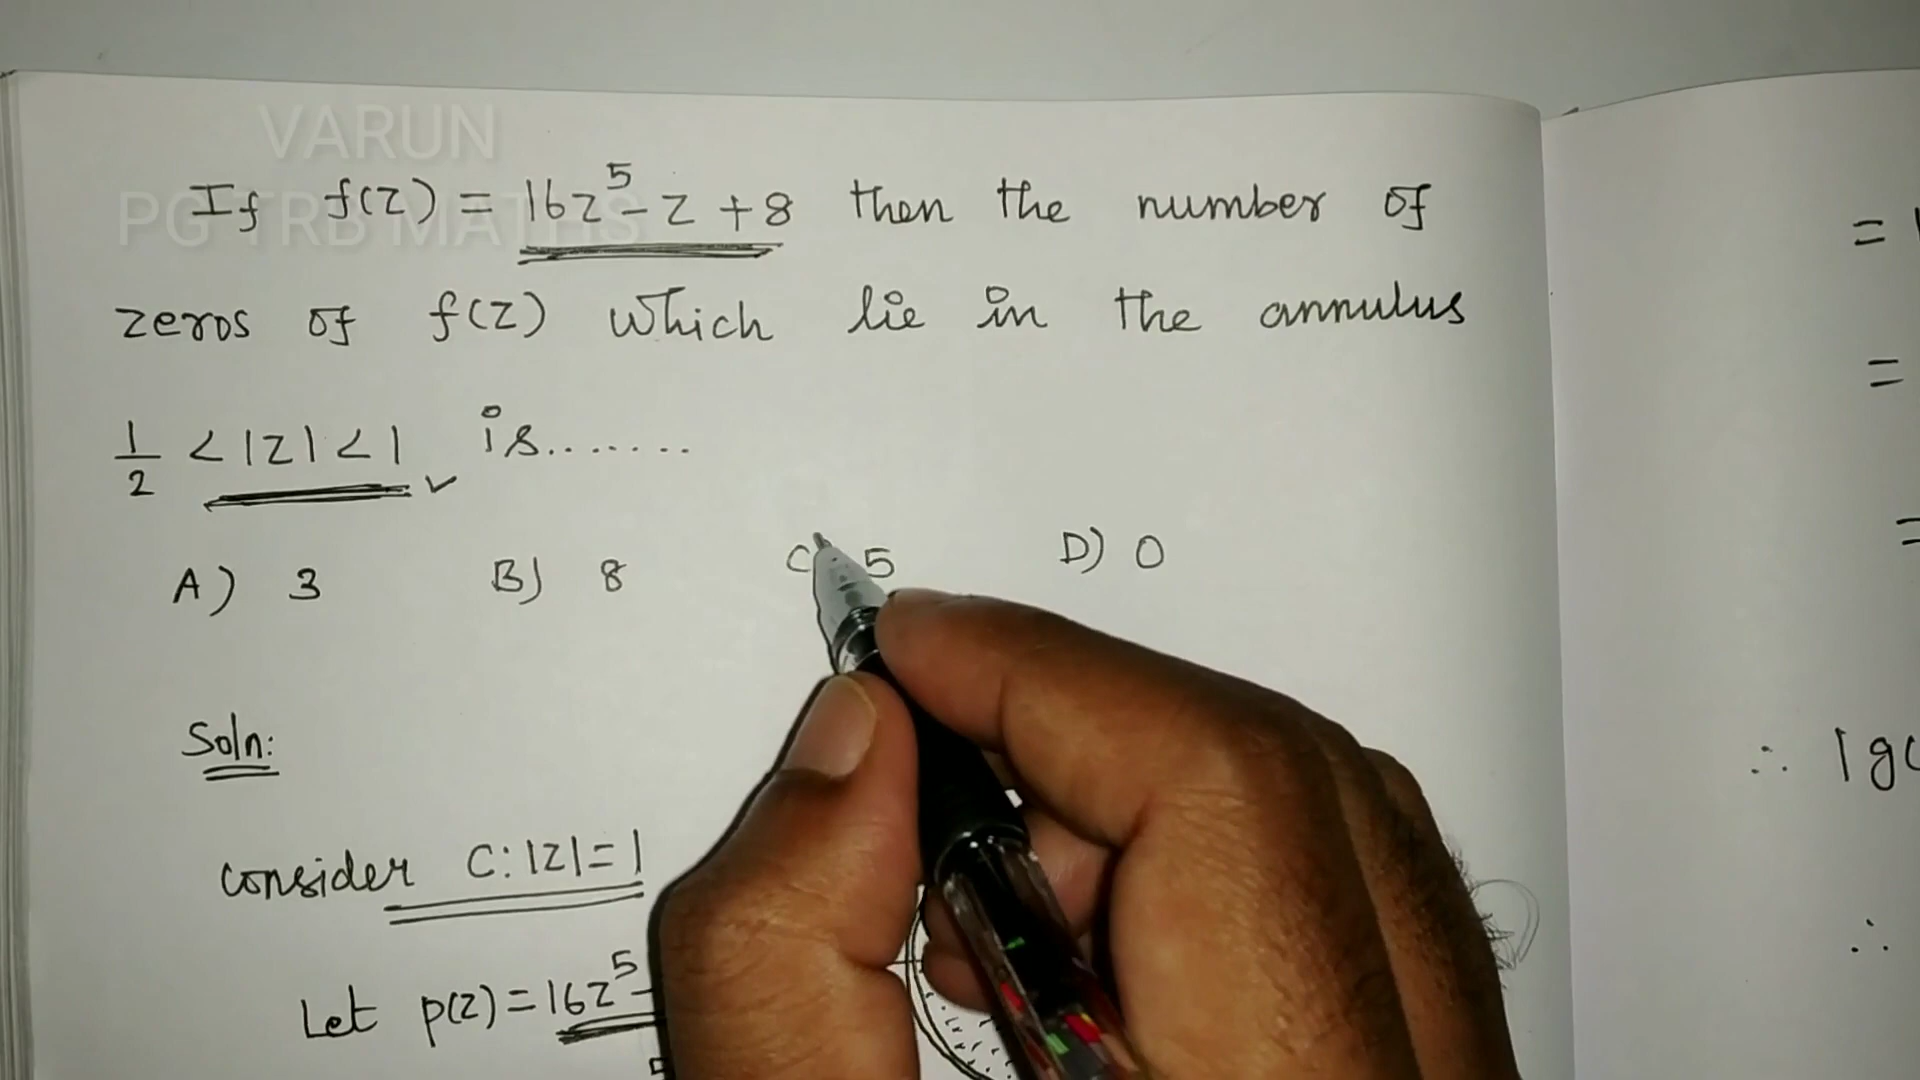 VARUN
PG TRB MATHS
If f(z) = 16z⁵ - z + 8 then the number of
zeros of f(z) which lie in the annulus
1/2 < |z| < 1 is.......
A) 3 B) 8 C) 5 D) 0
Soln:
consider C: |z| = 1
Let p(z) = 16z⁵ -
=
=
=
∴ |g(
∴